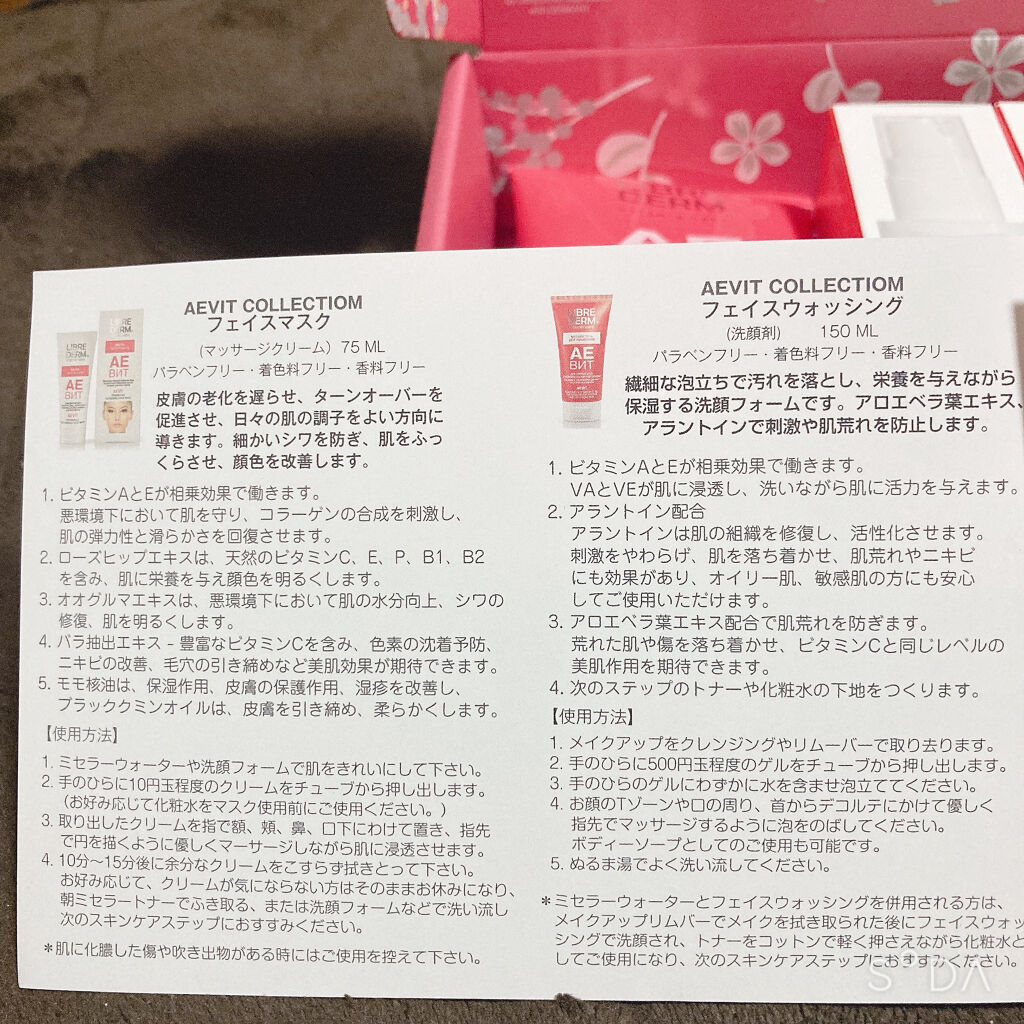 DERM
AEVIT COLLECTIOM
フェイスマスク
(マッサージクリーム) 75 ML
パラベンフリー・着色料フリー・香料フリー
LIBRE
DERM
AE
ВИТ
皮膚の老化を遅らせ、ターンオーバーを
促進させ、日々の肌の調子をよい方向に
導きます。細かいシワを防ぎ、肌をふっ
くらさせ、顔色を改善します。
1. ビタミンAとEが相乗効果で働きます。
悪環境下において肌を守り、コラーゲンの合成を刺激し、
肌の弾力性と滑らかさを回復させます。
2. ローズヒップエキスは、天然のビタミンC、E、P、B1、B2
を含み、肌に栄養を与え顔色を明るくします。
3. オオグルマエキスは、悪環境下において肌の水分向上、シワの
修復、肌を明るくします。
4. バラ抽出エキス - 豊富なビタミンCを含み、色素の沈着予防、
ニキビの改善、毛穴の引き締めなど美肌効果が期待できます。
5. モモ核油は、保湿作用、皮膚の保護作用、湿疹を改善し、
ブラッククミンオイルは、皮膚を引き締め、柔らかくします。
【使用方法】
1. ミセラーウォーターや洗顔フォームで肌をきれいにして下さい。
2. 手のひらに10円玉程度のクリームをチューブから押し出します。
（お好み応じて化粧水をマスク使用前にご使用ください。)
3. 取り出したクリームを指で額、頬、鼻、口下にわけて置き、指先
で円を描くように優しくマーサージしながら肌に浸透させます。
4. 10分〜15分後に余分なクリームをこすらず拭きとって下さい。
お好み応じて、クリームが気にならない方はそのままお休みになり、
朝ミセラートナーでふき取る、または洗顔フォームなどで洗い流し
次のスキンケアステップにおすすみください。
＊肌に化膿した傷や吹き出物がある時にはご使用を控えて下さい。
AEVIT COLLECTIOM
フェイスウォッシング
(洗顔剤) 150 ML
パラベンフリー・着色料フリー・香料フリー
LIBRE
DERM
AE
ВИТ
繊細な泡立ちで汚れを落とし、栄養を与えながら
保湿する洗顔フォームです。アロエベラ葉エキス、
アラントインで刺激や肌荒れを防止します。
1. ビタミンAとEが相乗効果で働きます。
VAとVEが肌に浸透し、洗いながら肌に活力を与えます。
2. アラントイン配合
アラントインは肌の組織を修復し、活性化させます。
刺激をやわらげ、肌を落ち着かせ、肌荒れやニキビ
にも効果があり、オイリー肌、敏感肌の方にも安心
してご使用いただけます。
3. アロエベラ葉エキス配合で肌荒れを防ぎます。
荒れた肌や傷を落ち着かせ、ビタミンCと同じレベルの
美肌作用を期待できます。
4. 次のステップのトナーや化粧水の下地をつくります。
【使用方法】
1. メイクアップをクレンジングやリムーバーで取り去ります。
2. 手のひらに500円玉程度のゲルをチューブから押し出します。
3. 手のひらのゲルにわずかに水を含ませ泡立ててください。
4. お顔のTゾーンや口の周り、首からデコルテにかけて優しく
指先でマッサージするように泡をのばしてください。
ボディーソープとしてのご使用も可能です。
5. ぬるま湯でよく洗い流してください。
＊ミセラーウォーターとフェイスウォッシングを併用される方は、
メイクアップリムバーでメイクを拭き取られた後にフェイスウォッ
シングで洗顔され、トナーをコットンで軽く押さえながら化粧水と
してご使用になり、次のスキンケアステップにおすすみください。